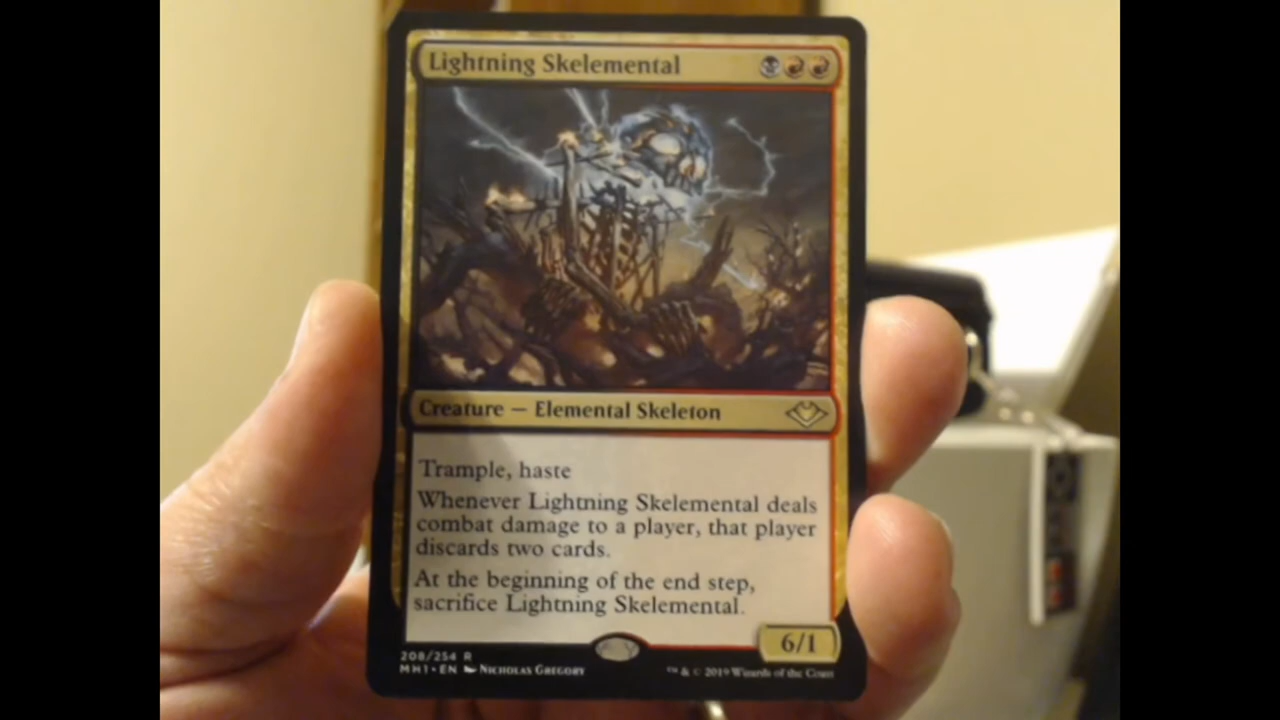 Lightning Skelemental
Creature — Elemental Skeleton
Trample, haste
Whenever Lightning Skelemental deals
combat damage to a player, that player
discards two cards.
At the beginning of the end step,
sacrifice Lightning Skelemental.
6/1
208/254 R
MH1 • EN NICHOLAS GREGORY
™ & © 2019 Wizards of the Coast